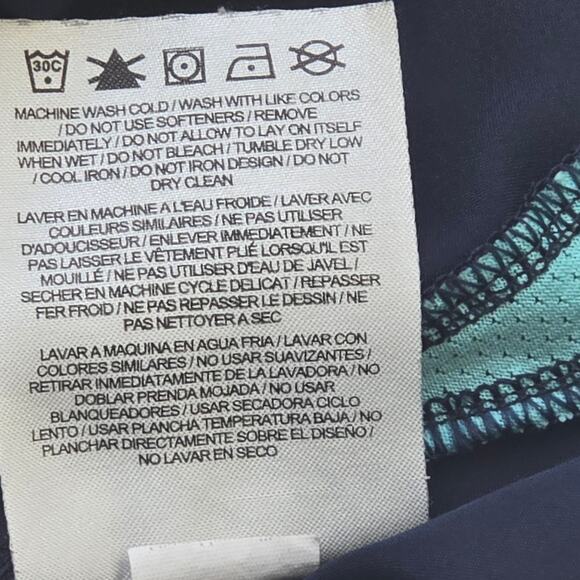 30C
MACHINE WASH COLD / WASH WITH LIKE COLORS
/ DO NOT USE SOFTENERS / REMOVE
IMMEDIATELY / DO NOT ALLOW TO LAY ON ITSELF
WHEN WET / DO NOT BLEACH / TUMBLE DRY LOW
/ COOL IRON / DO NOT IRON DESIGN / DO NOT
DRY CLEAN
LAVER EN MACHINE A L'EAU FROIDE / LAVER AVEC
COULEURS SIMILAIRES / NE PAS UTILISER
D'ADOUCISSEUR / ENLEVER IMMEDIATEMENT / NE
PAS LAISSER LE VÊTEMENT PLIÉ LORSQU'IL EST
MOUILLÉ / NE PAS UTILISER D'EAU DE JAVEL /
SECHER EN MACHINE CYCLE DELICAT / REPASSER
FER FROID / NE PAS REPASSER LE DESSIN / NE
PAS NETTOYER A SEC
LAVAR A MAQUINA EN AGUA FRIA / LAVAR CON
COLORES SIMILARES / NO USAR SUAVIZANTES /
RETIRAR INMEDIATAMENTE DE LA LAVADORA / NO
DOBLAR PRENDA MOJADA / NO USAR
BLANQUEADORES / USAR SECADORA CICLO
LENTO / USAR PLANCHA TEMPERATURA BAJA / NO
PLANCHAR DIRECTAMENTE SOBRE EL DISEÑO /
NO LAVAR EN SECO